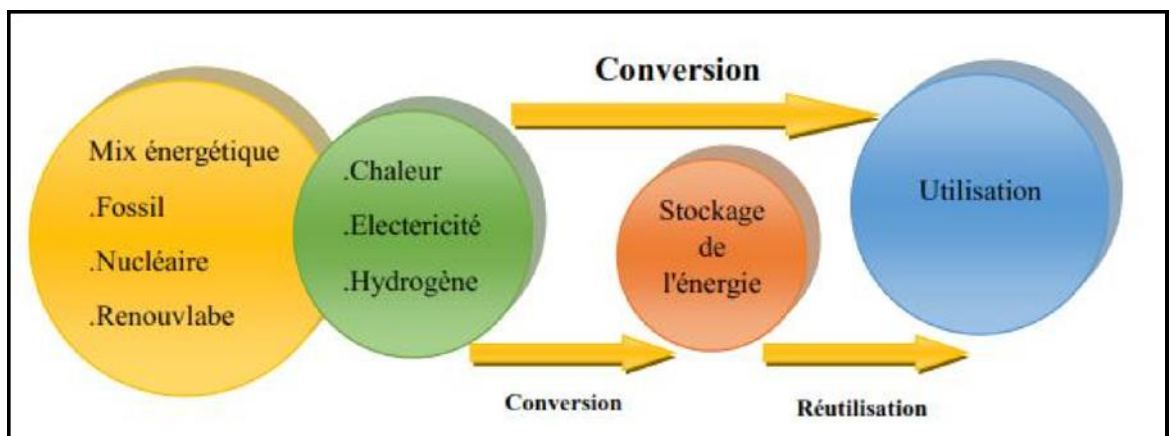 Conversion
Mix énergétique
.Fossil
.Nucléaire
.Renouvlabe
.Chaleur
.Electericité
.Hydrogène
Stockage
de
l'énergie
Utilisation
Conversion
Réutilisation